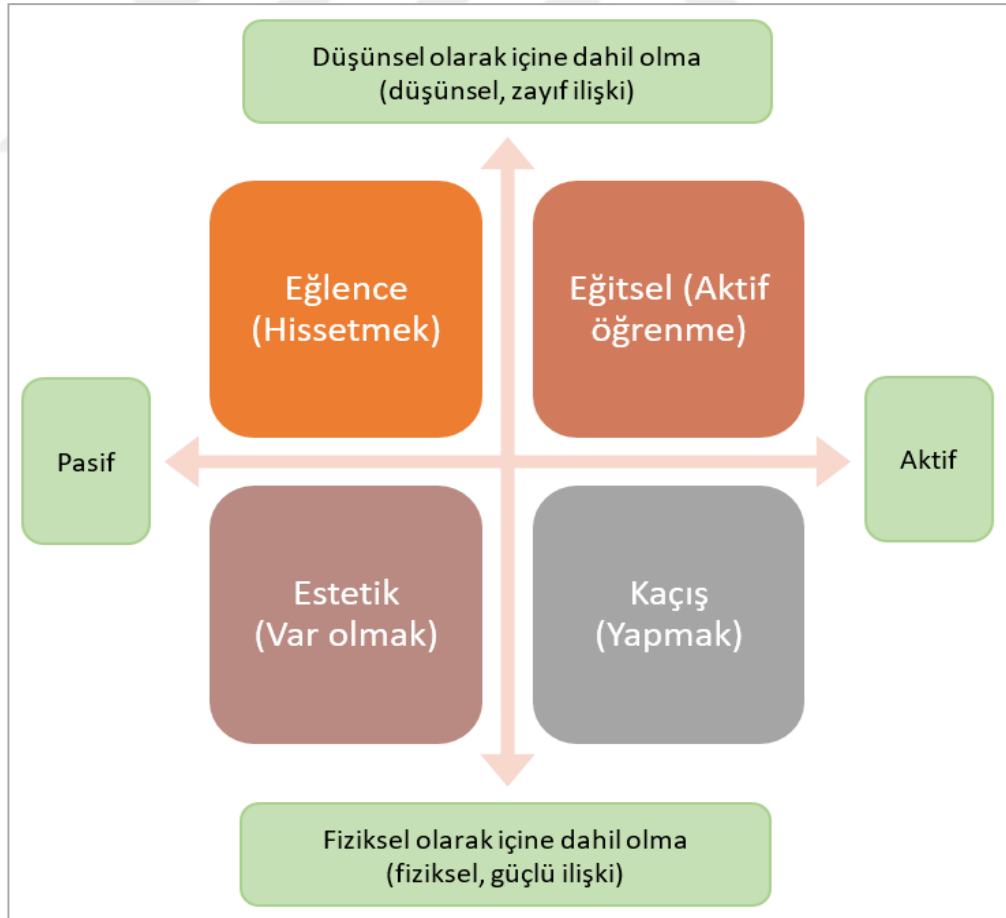 Düşünsel olarak içine dahil olma
(düşünsel, zayıf ilişki)
Eğlence
(Hissetmek)
Eğitsel (Aktif
öğrenme)
Pasif
Aktif
Estetik
(Var olmak)
Kaçış
(Yapmak)
Fiziksel olarak içine dahil olma
(fiziksel, güçlü ilişki)